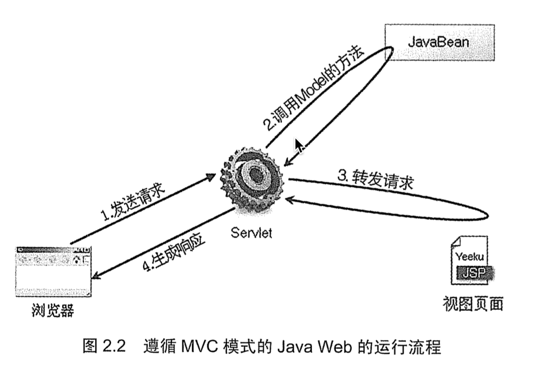 JavaBean
2.调用Model的方法
1.发送请求
3.转发请求
Servlet
4.生成响应
Yeeku
JSP
浏览器
视图页面
图 2.2 遵循 MVC 模式的 Java Web 的运行流程